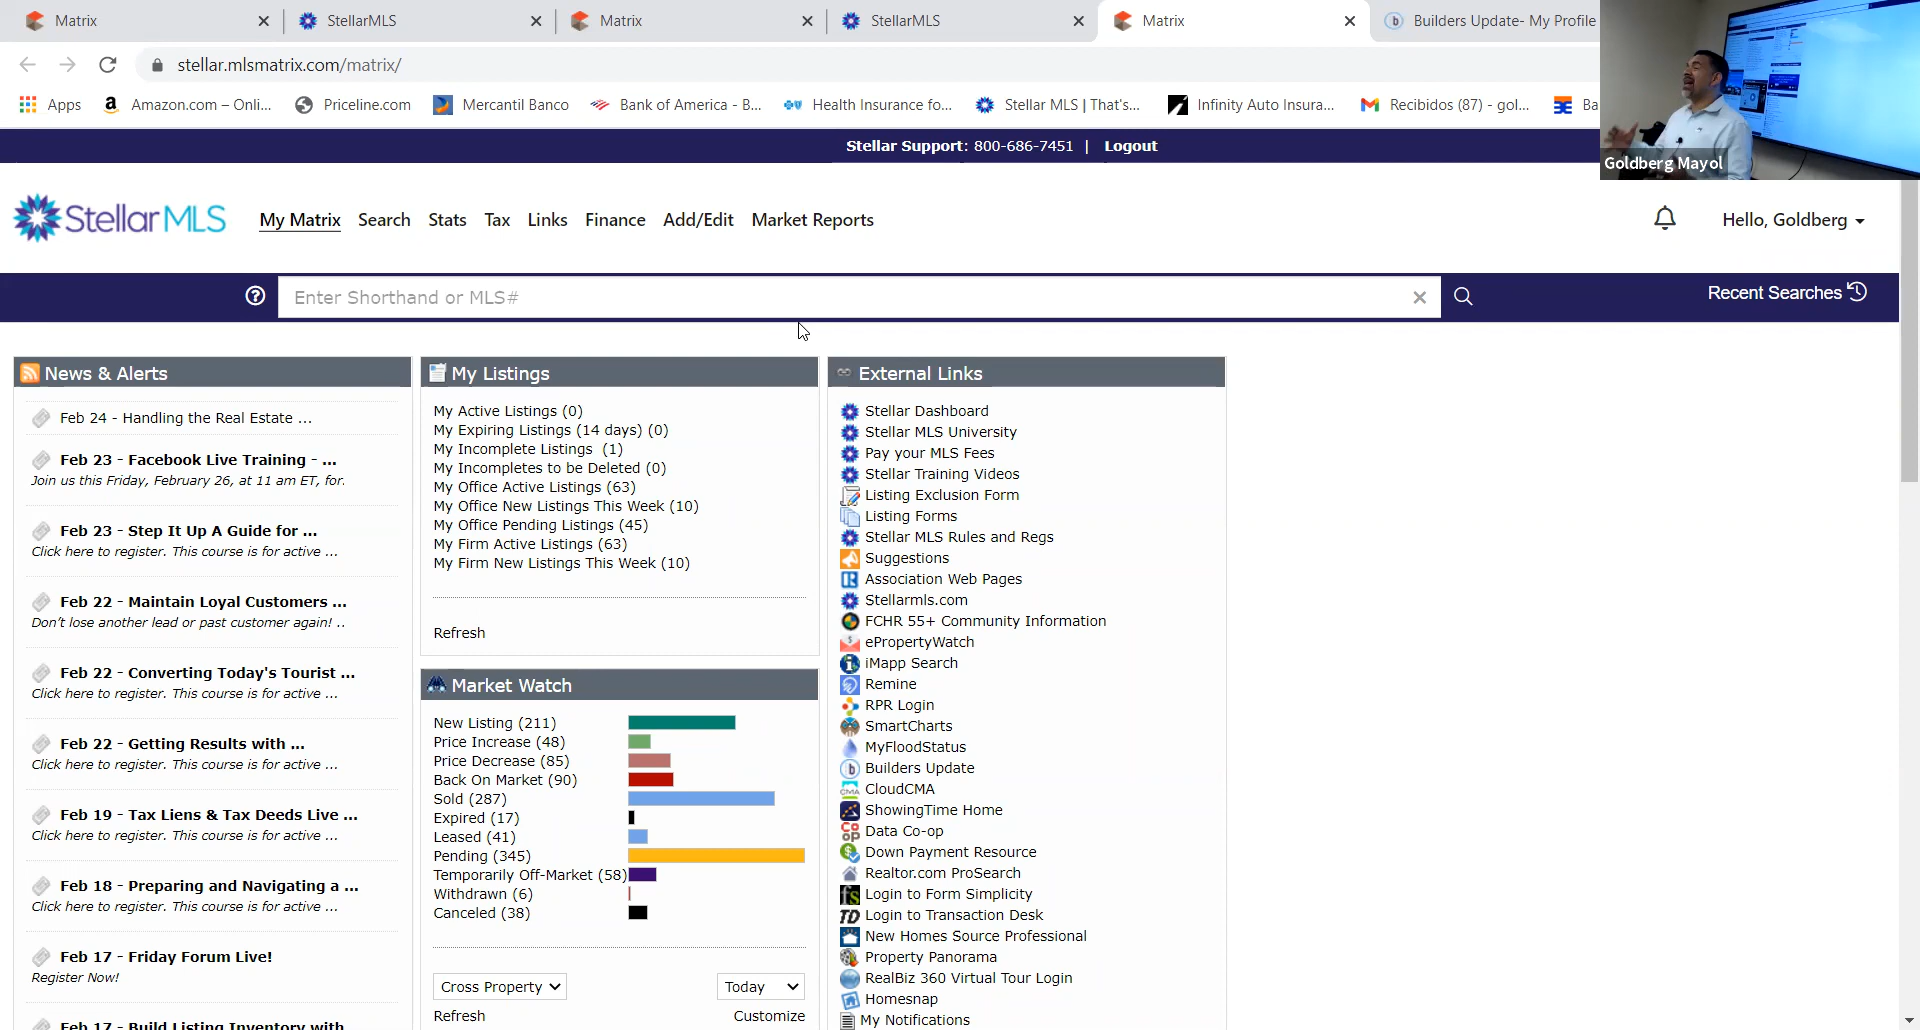 Matrix
StellarMLS
Matrix
StellarMLS
Matrix
Builders Update- My Profile
stellar.mlsmatrix.com/matrix/
Apps
Amazon.com – Onli...
Priceline.com
Mercantil Banco
Bank of America - B...
Health Insurance fo...
Stellar MLS | That's...
Infinity Auto Insura...
Recibidos (87) - gol...
Ba
Goldberg Mayol
Stellar Support: 800-686-7451 | Logout
StellarMLS
My Matrix
Search
Stats
Tax
Links
Finance
Add/Edit
Market Reports
Hello, Goldberg
Enter Shorthand or MLS#
Recent Searches
News & Alerts
Feb 24 - Handling the Real Estate ...
Feb 23 - Facebook Live Training - ...
Join us this Friday, February 26, at 11 am ET, for.
Feb 23 - Step It Up A Guide for ...
Click here to register. This course is for active ...
Feb 22 - Maintain Loyal Customers ...
Don't lose another lead or past customer again! ..
Feb 22 - Converting Today's Tourist ...
Click here to register. This course is for active ...
Feb 22 - Getting Results with ...
Click here to register. This course is for active ...
Feb 19 - Tax Liens & Tax Deeds Live ...
Click here to register. This course is for active ...
Feb 18 - Preparing and Navigating a ...
Click here to register. This course is for active ...
Feb 17 - Friday Forum Live!
Register Now!
Feb 17 - Build Listing Inventory with
My Listings
My Active Listings (0)
My Expiring Listings (14 days) (0)
My Incomplete Listings (1)
My Incompletes to be Deleted (0)
My Office Active Listings (63)
My Office New Listings This Week (10)
My Office Pending Listings (45)
My Firm Active Listings (63)
My Firm New Listings This Week (10)
Refresh
Market Watch
New Listing (211)
Price Increase (48)
Price Decrease (85)
Back On Market (90)
Sold (287)
Expired (17)
Leased (41)
Pending (345)
Temporarily Off-Market (58)
Withdrawn (6)
Canceled (38)
Cross Property
Today
Refresh
Customize
External Links
Stellar Dashboard
Stellar MLS University
Pay your MLS Fees
Stellar Training Videos
Listing Exclusion Form
Listing Forms
Stellar MLS Rules and Regs
Suggestions
Association Web Pages
Stellarmls.com
FCHR 55+ Community Information
ePropertyWatch
iMapp Search
Remine
RPR Login
SmartCharts
MyFloodStatus
Builders Update
CloudCMA
ShowingTime Home
Data Co-op
Down Payment Resource
Realtor.com ProSearch
Login to Form Simplicity
Login to Transaction Desk
New Homes Source Professional
Property Panorama
RealBiz 360 Virtual Tour Login
Homesnap
My Notifications